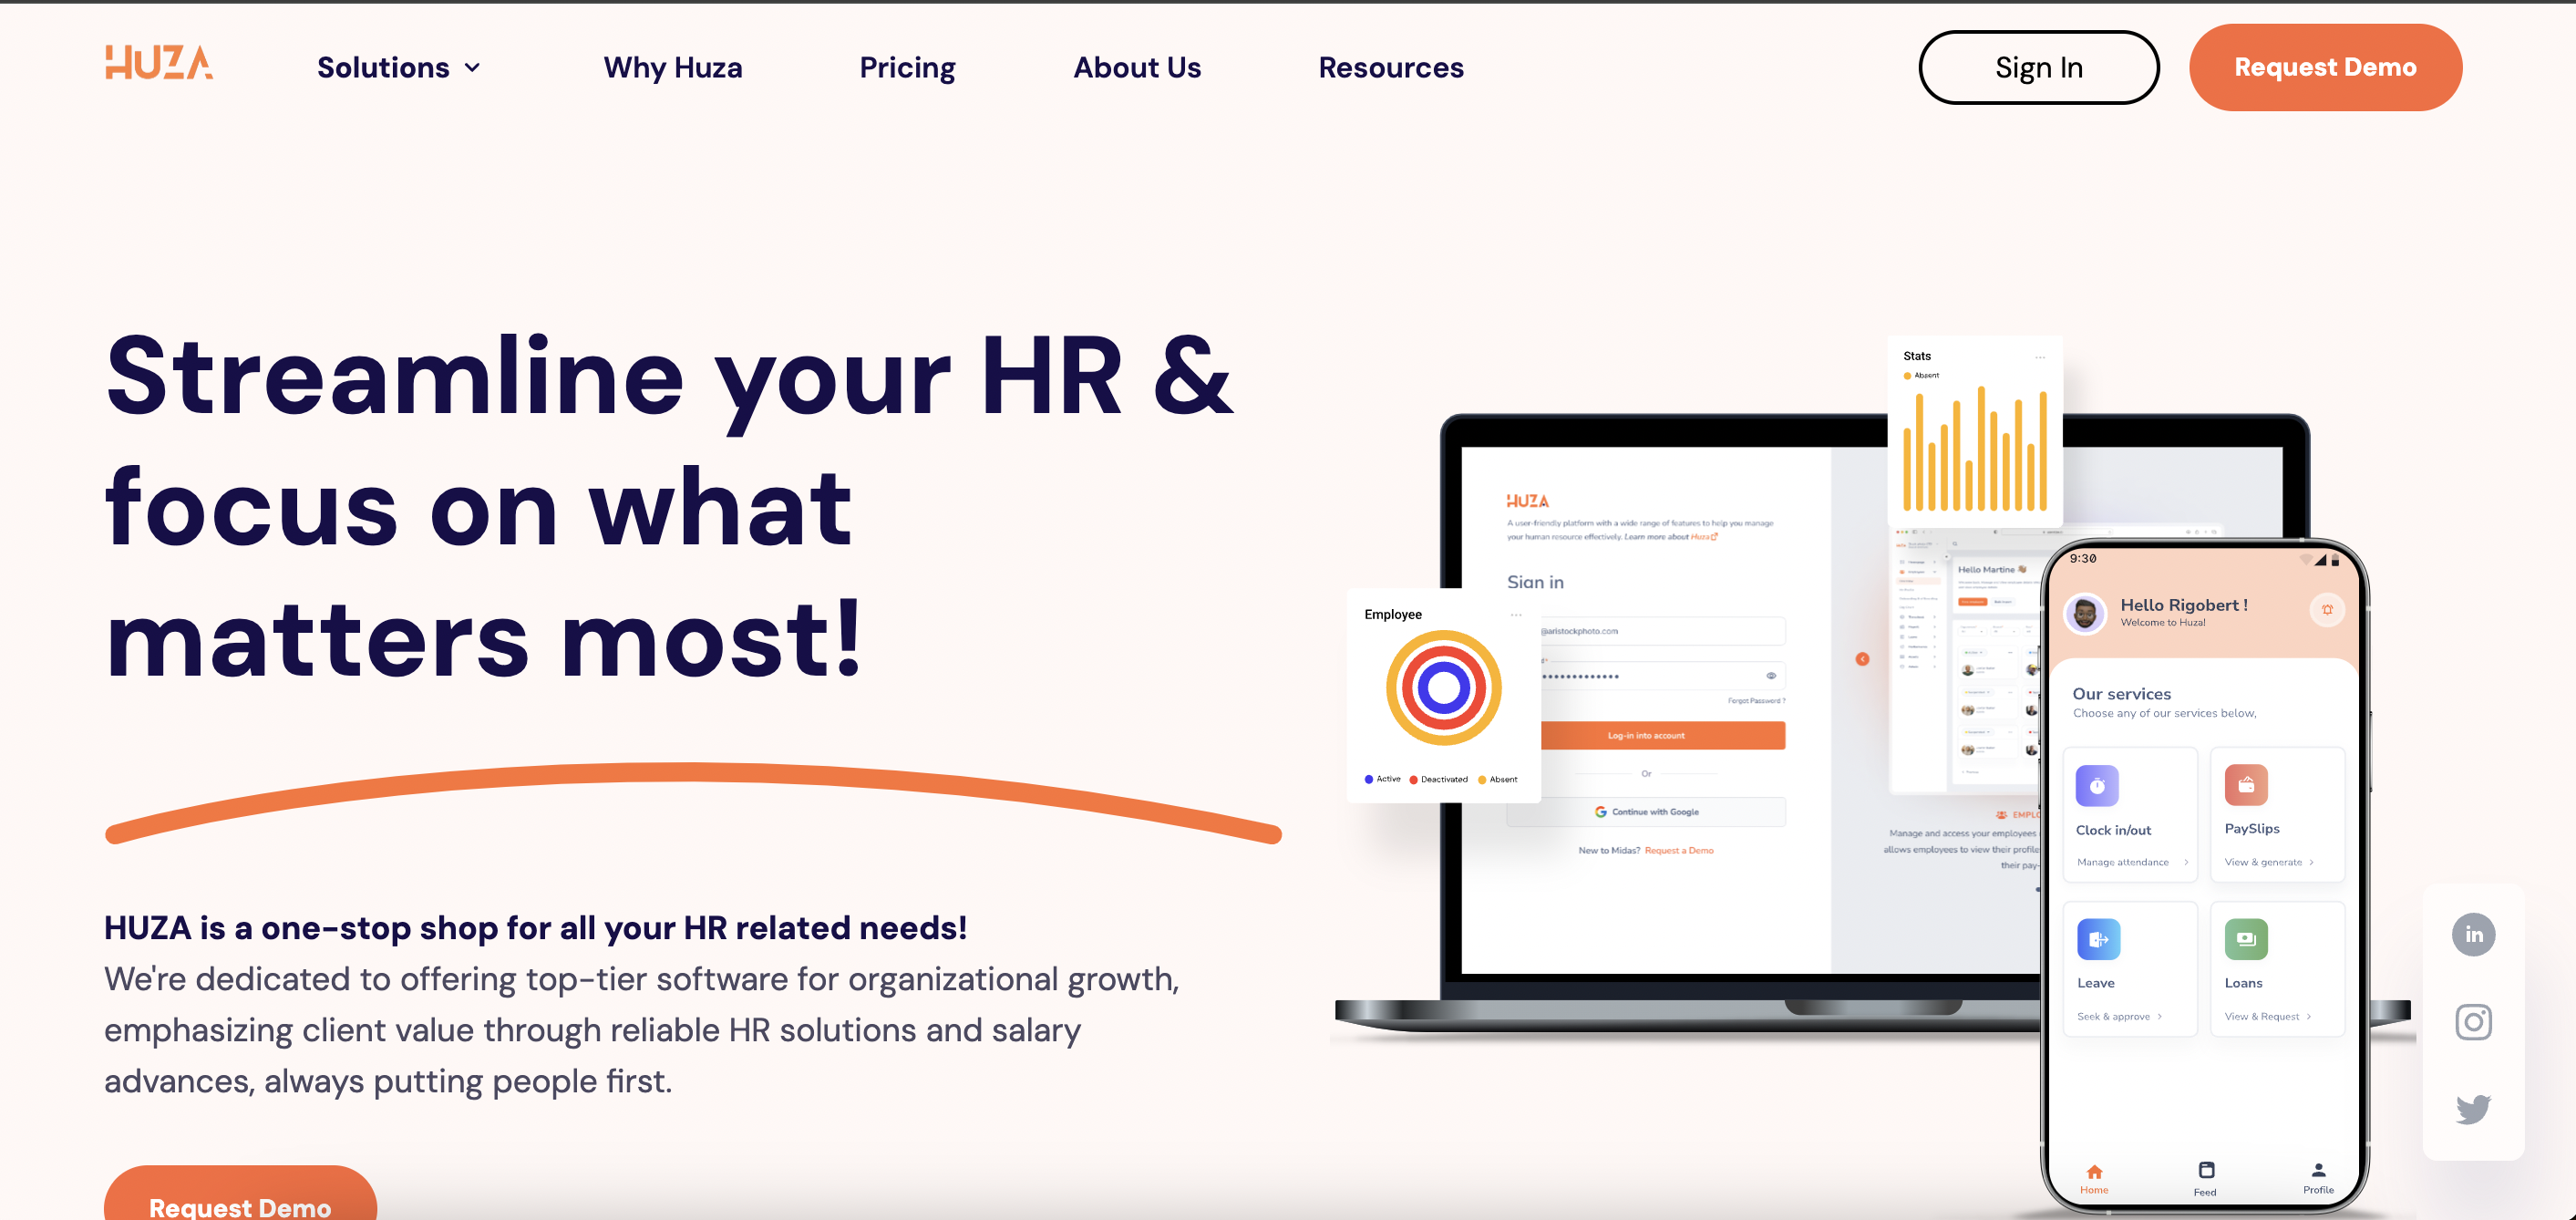 HUZA
Solutions
Why Huza
Pricing
About Us
Resources
Sign In
Request Demo
Streamline your HR &
focus on what
matters most!
HUZA is a one-stop shop for all your HR related needs!
We're dedicated to offering top-tier software for organizational growth,
emphasizing client value through reliable HR solutions and salary
advances, always putting people first.
Request Demo
Stats
Absent
HUZA
A user-friendly platform with a wide range of features to help you manage
your human resource effectively. Learn more about Huza
Sign in
@aristockphoto.com
Forgot Password ?
Log-in into account
Or
Continue with Google
New to Midas? Request a Demo
Employee
Active
Deactivated
Absent
Hello Martine
EMPLO
Manage and access your employees
allows employees to view their profile
their pay-
9:30
Hello Rigobert !
Welcome to Huza!
Our services
Choose any of our services below,
Clock in/out
Manage attendance
PaySlips
View & generate
Leave
Seek & approve
Loans
View & Request
Home
Feed
Profile
in